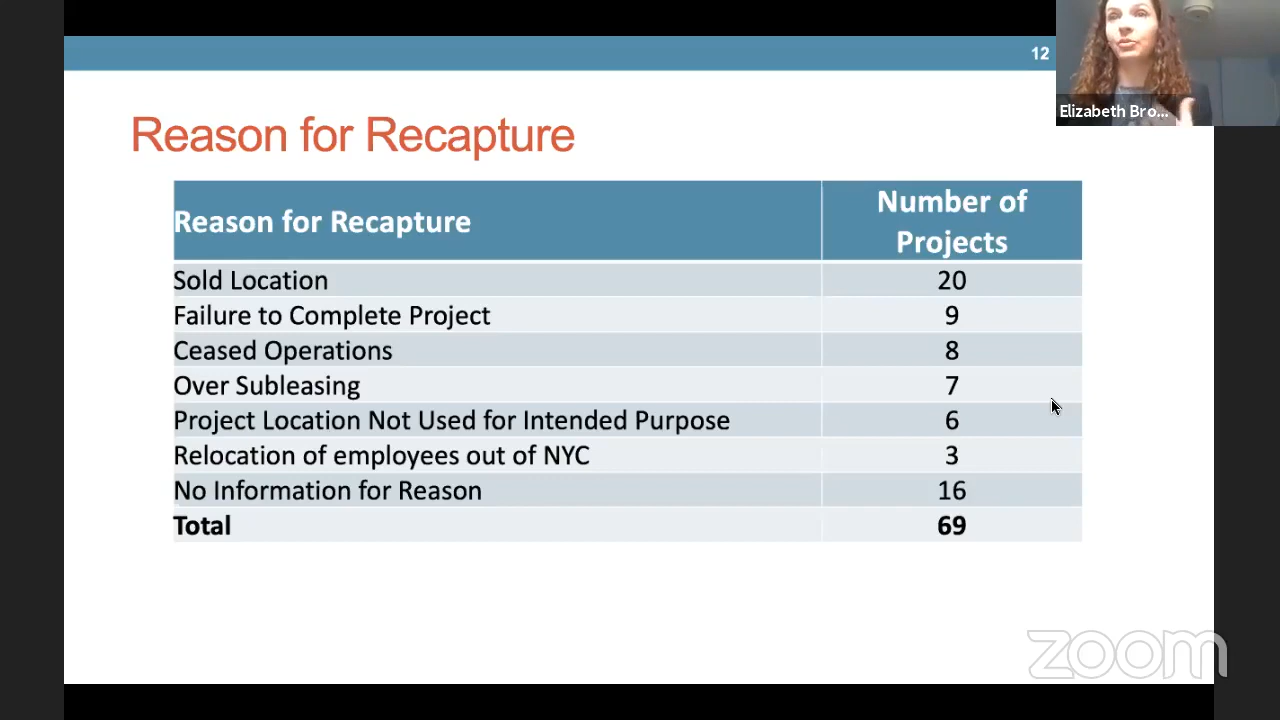 12
Elizabeth Bro...
Reason for Recapture
Reason for Recapture
Number of
Projects
Sold Location 20
Failure to Complete Project 9
Ceased Operations 8
Over Subleasing 7
Project Location Not Used for Intended Purpose 6
Relocation of employees out of NYC 3
No Information for Reason 16
Total 69
zoom